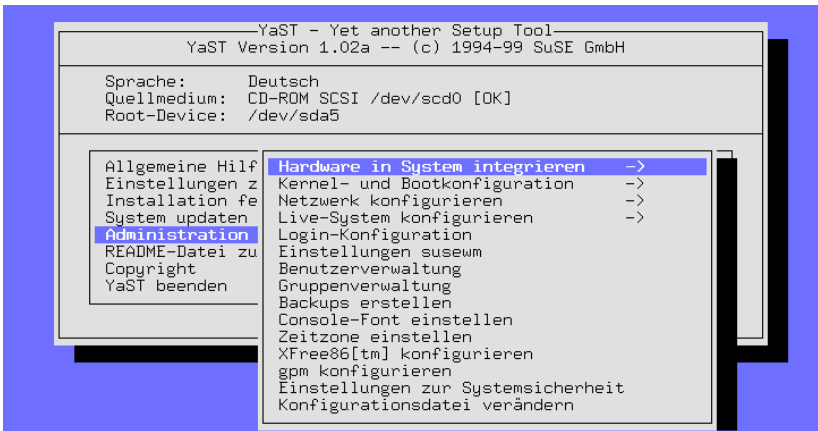 YaST - Yet another Setup Tool
YaST Version 1.02a -- (c) 1994-99 SuSE GmbH
Sprache: Deutsch
Quellmedium: CD-ROM SCSI /dev/scd0 [OK]
Root-Device: /dev/sda5
Allgemeine Hilf
Einstellungen z
Installation fe
System updaten
Administration
README-Datei zu
Copyright
YaST beenden
Hardware in System integrieren ->
Kernel- und Bootkonfiguration ->
Netzwerk konfigurieren ->
Live-System konfigurieren ->
Login-Konfiguration
Einstellungen susewm
Benutzerverwaltung
Gruppenverwaltung
Backups erstellen
Console-Font einstellen
Zeitzone einstellen
XFree86[tm] konfigurieren
gpm konfigurieren
Einstellungen zur Systemsicherheit
Konfigurationsdatei verändern